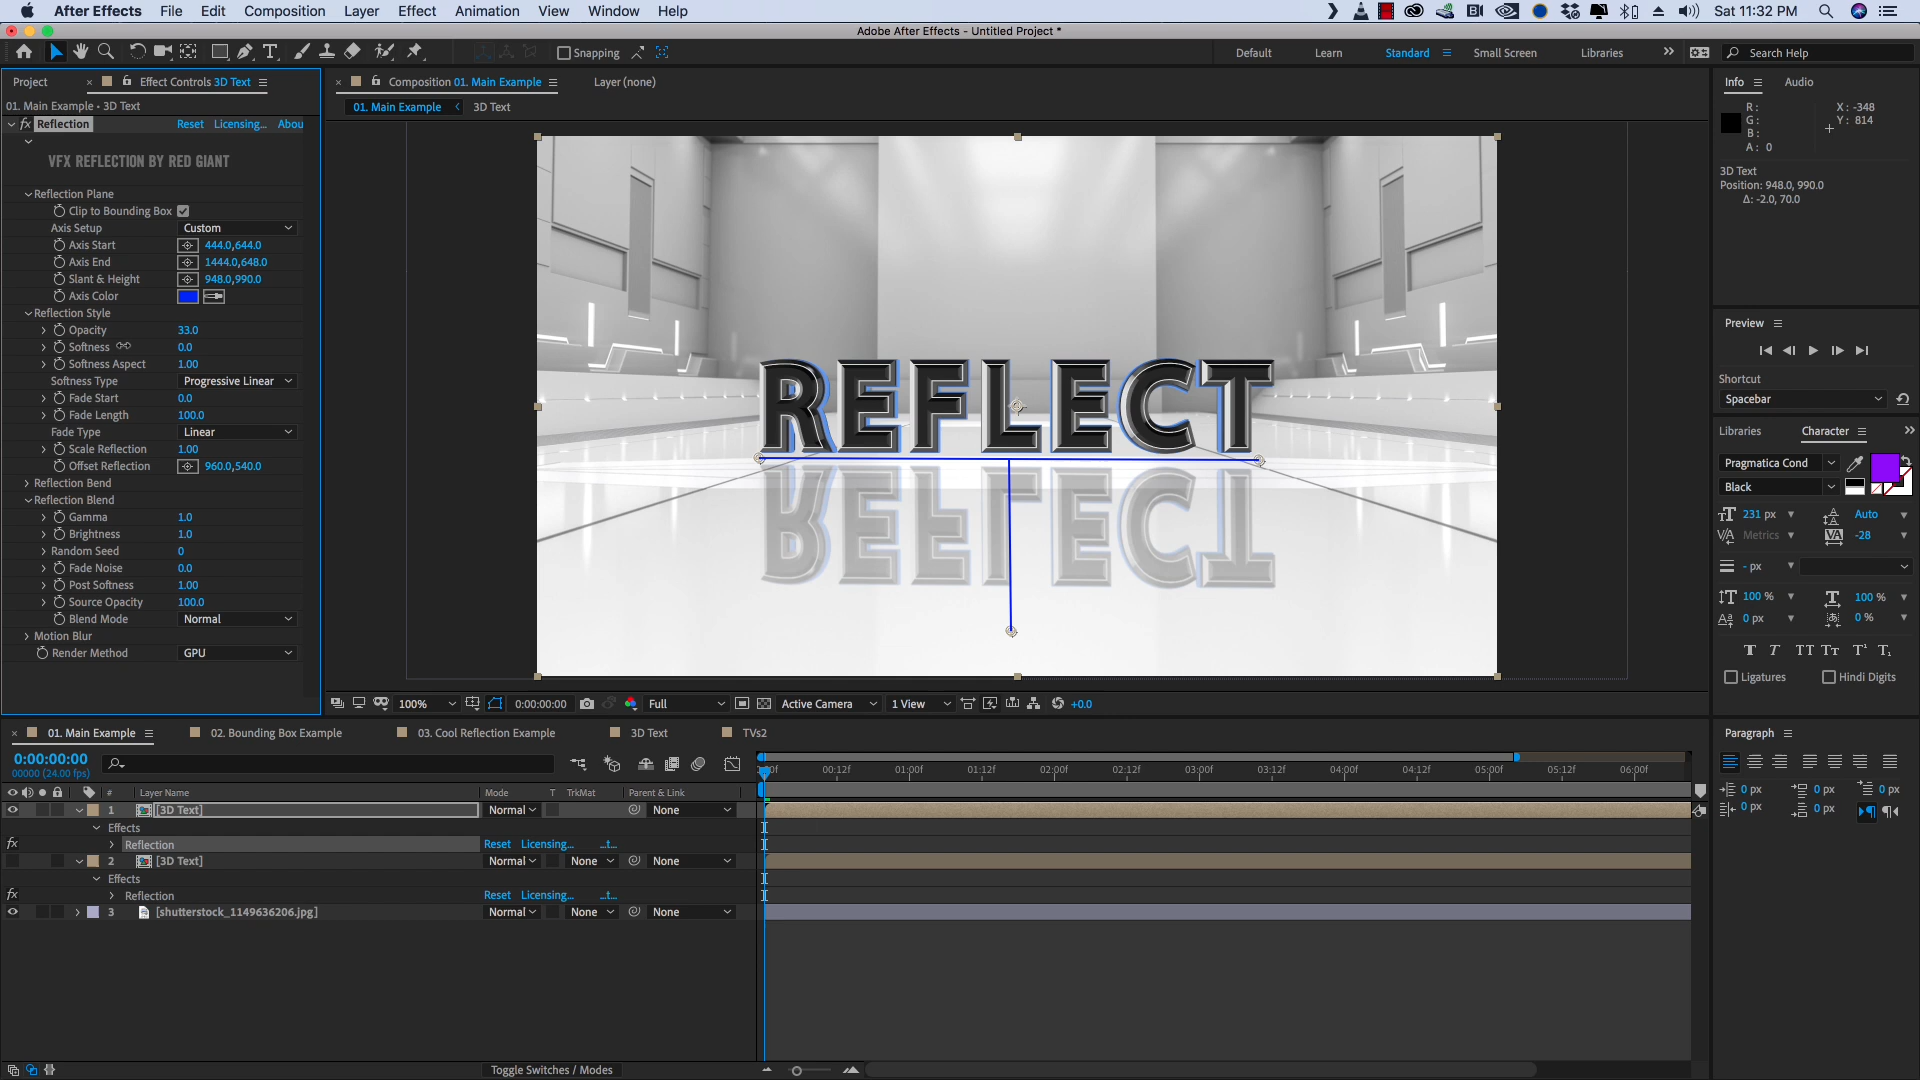 After Effects File Edit Composition Layer Effect Animation View Window Help Sat 11:32 PM
Adobe After Effects - Untitled Project *
Snapping Default Learn Standard Small Screen Libraries Search Help
Project Effect Controls 3D Text Composition 01. Main Example Layer (none) Info Audio
01. Main Example • 3D Text
01. Main Example 3D Text
Reflection Reset Licensing... Abou
VFX REFLECTION BY RED GIANT
Reflection Plane
Clip to Bounding Box
Axis Setup Custom
Axis Start 444.0,644.0
Axis End 1444.0,648.0
Slant & Height 948.0,990.0
Axis Color
Reflection Style
Opacity 33.0
Softness 0.0
Softness Aspect 1.00
Softness Type Progressive Linear
Fade Start 0.0
Fade Length 100.0
Fade Type Linear
Scale Reflection 1.00
Offset Reflection 960.0,540.0
Reflection Bend
Reflection Blend
Gamma 1.0
Brightness 1.0
Random Seed 0
Fade Noise 0.0
Post Softness 1.00
Source Opacity 100.0
Blend Mode Normal
Motion Blur
Render Method GPU
REFLECT
100% 0:00:00:00 Full Active Camera 1 View +0.0
R :
G :
B :
A : 0
X : -348
Y : 814
3D Text
Position: 948.0, 990.0
Δ: -2.0, 70.0
Preview
Shortcut
Spacebar
Libraries Character
Pragmatica Cond
Black
231 px Auto
Metrics -28
- px
100 % 100 %
0 px 0 %
T T TT Tт T¹ T₁
Ligatures Hindi Digits
Paragraph
0 px 0 px 0 px
0 px 0 px
01. Main Example 02. Bounding Box Example 03. Cool Reflection Example 3D Text TVs2
0:00:00:00
00000 (24.00 fps)
:00f 00:12f 01:00f 01:12f 02:00f 02:12f 03:00f 03:12f 04:00f 04:12f 05:00f 05:12f 06:00f
# Layer Name Mode T TrkMat Parent & Link
1 [3D Text] Normal None
Effects
fx Reflection Reset Licensing... ...t...
2 [3D Text] Normal None None
Effects
fx Reflection Reset Licensing... ...t...
3 [shutterstock_1149636206.jpg] Normal None None
Toggle Switches / Modes